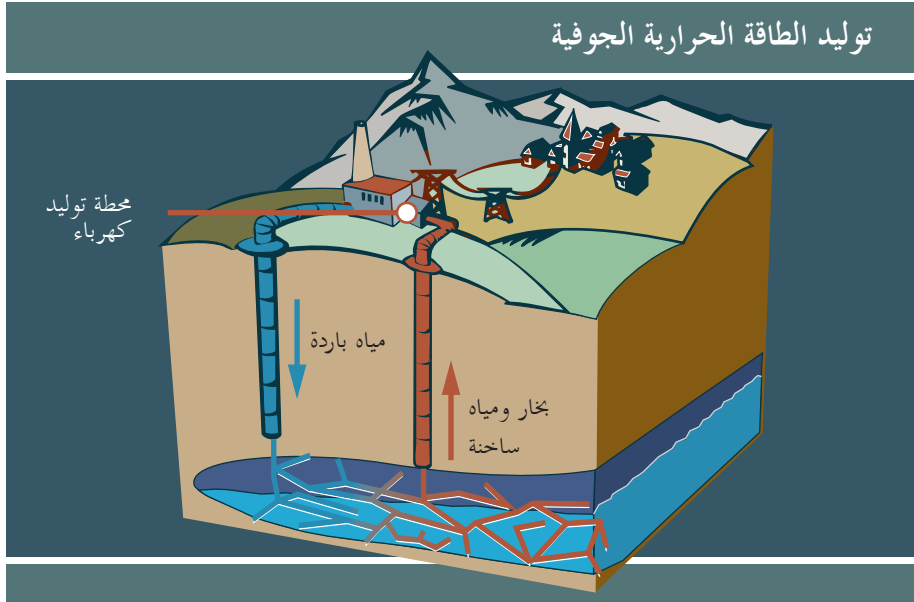 توليد الطاقة الحرارية الجوفية
محطة توليد
كهرباء
مياه باردة
بخار ومياه
ساخنة